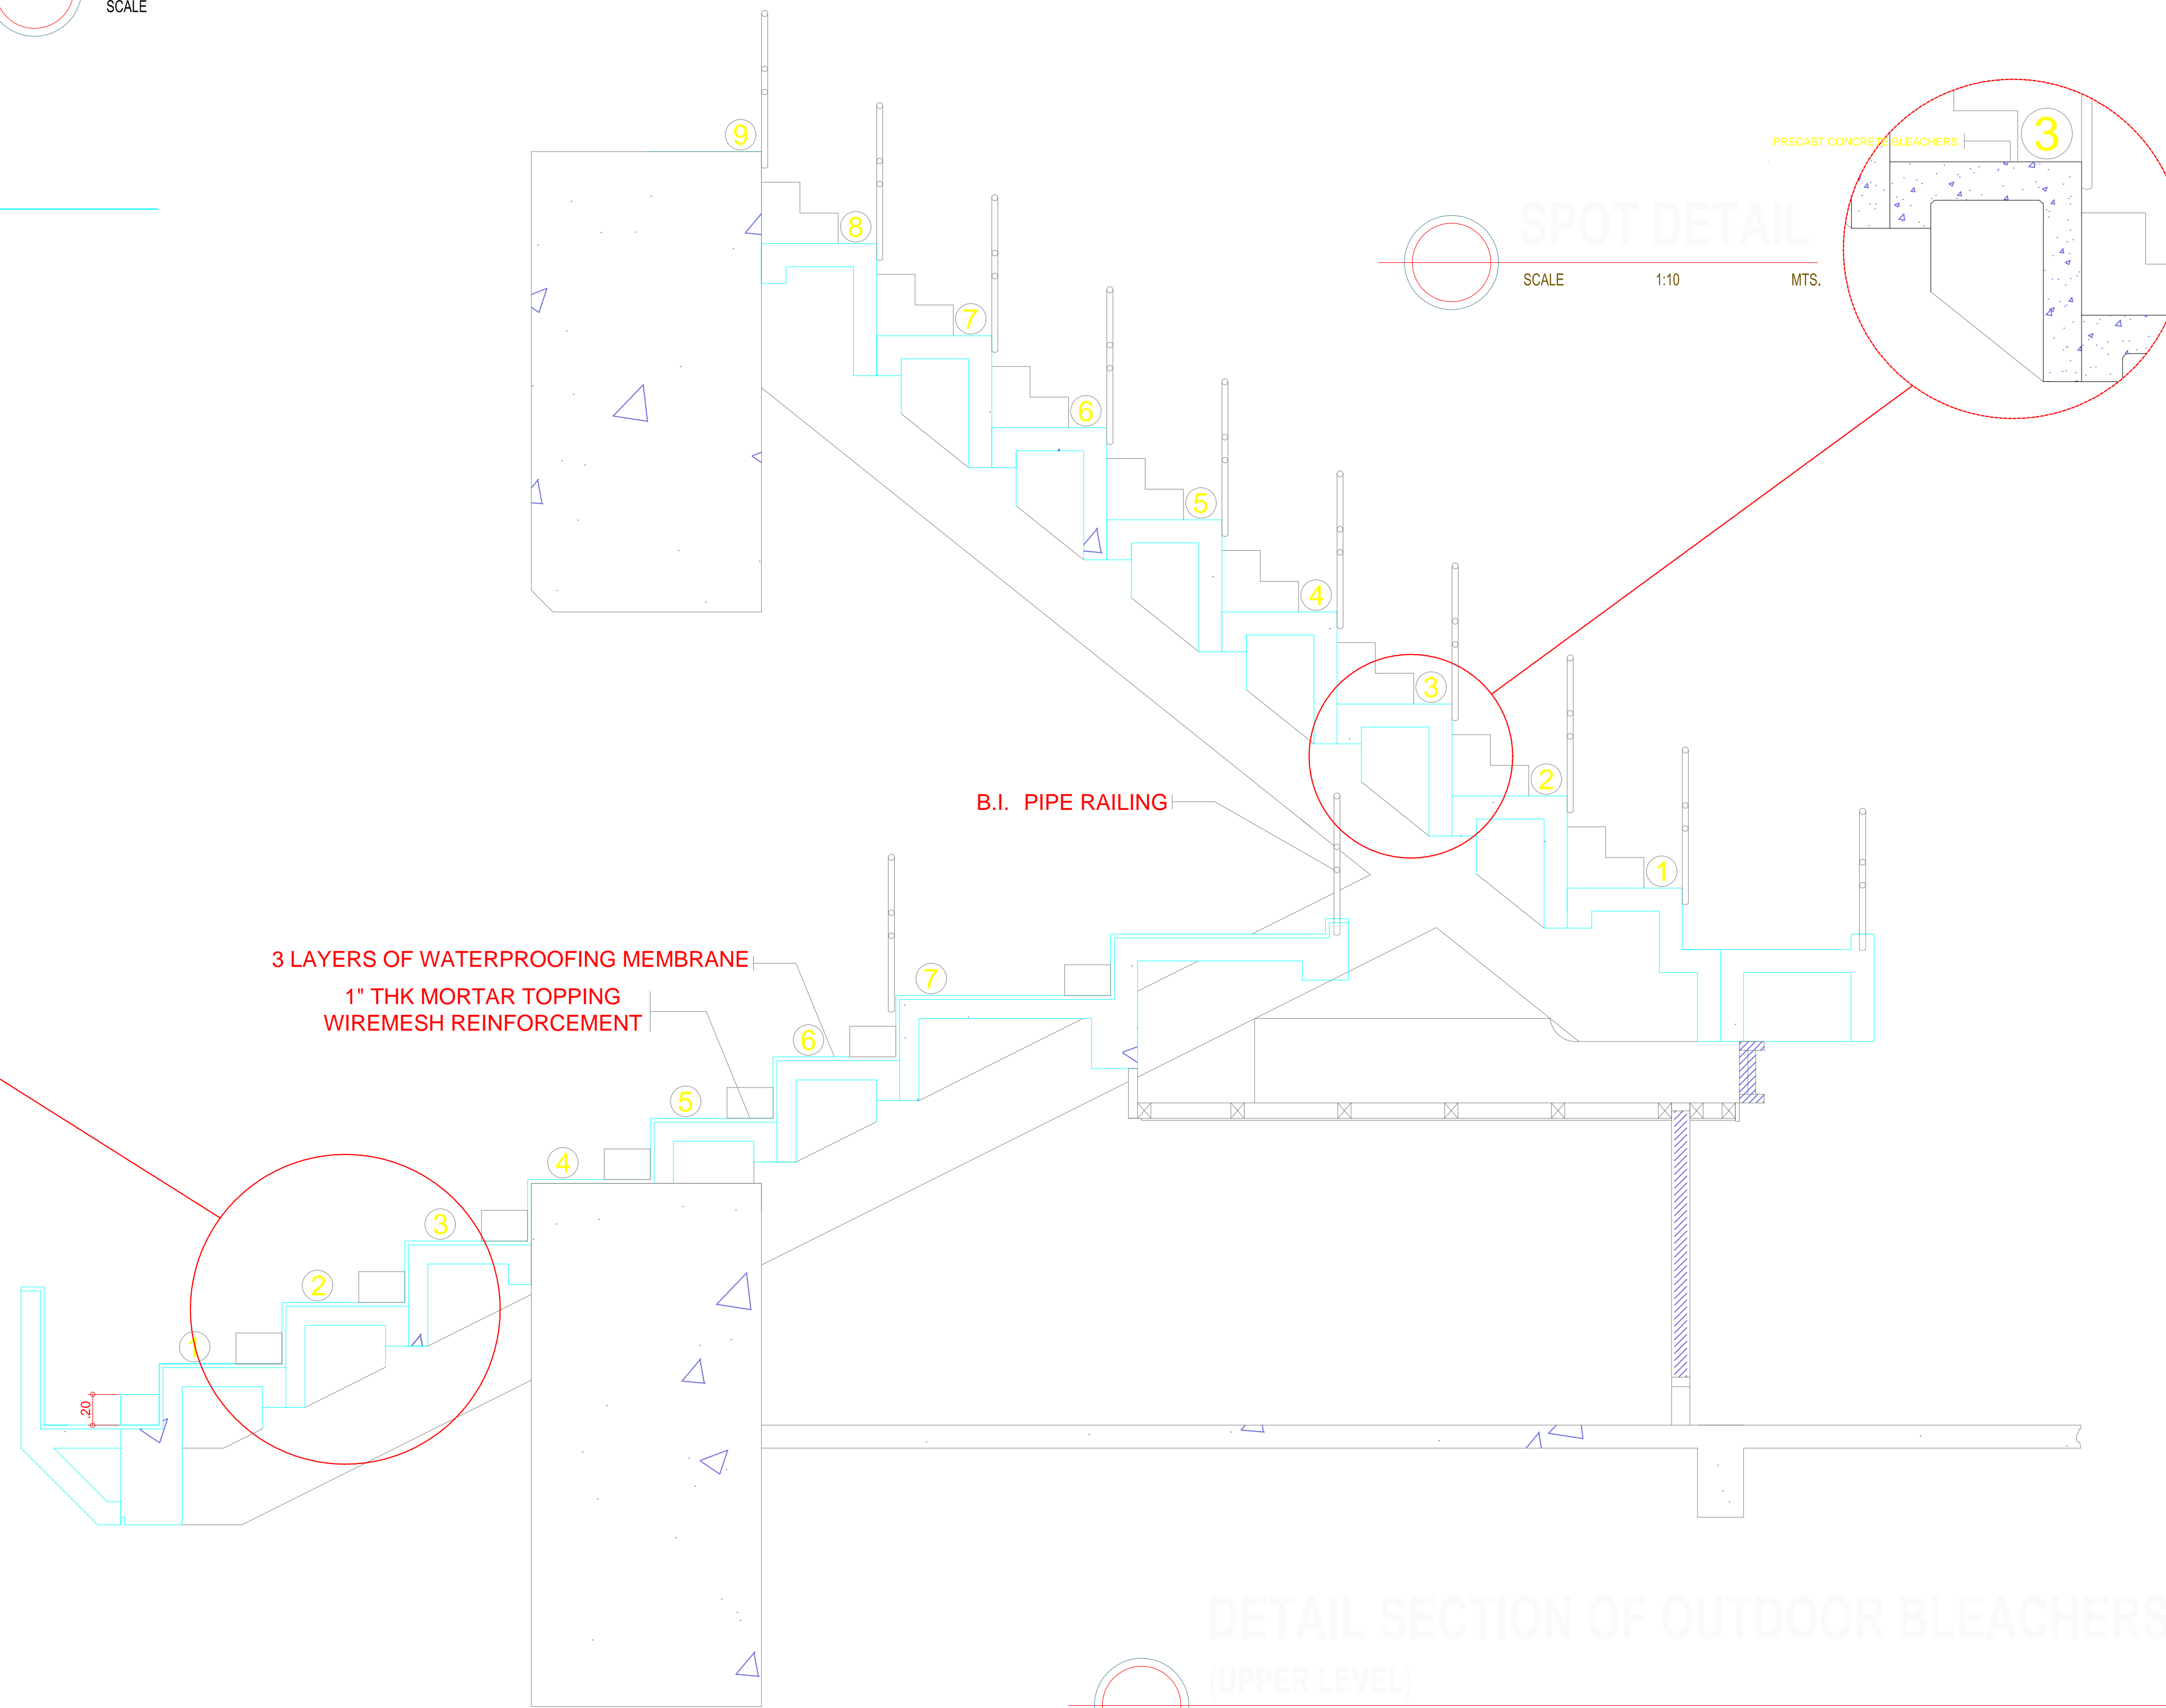 SCALE
9
8
7
6
5
4
3
2
1
PRECAST CONCRETE BLEACHERS
3
SPOT DETAIL
SCALE 1:10 MTS.
B.I. PIPE RAILING
3 LAYERS OF WATERPROOFING MEMBRANE
1" THK MORTAR TOPPING
WIREMESH REINFORCEMENT
7
6
5
4
3
2
1
.20
DETAIL SECTION OF OUTDOOR BLEACHERS
(UPPER LEVEL)